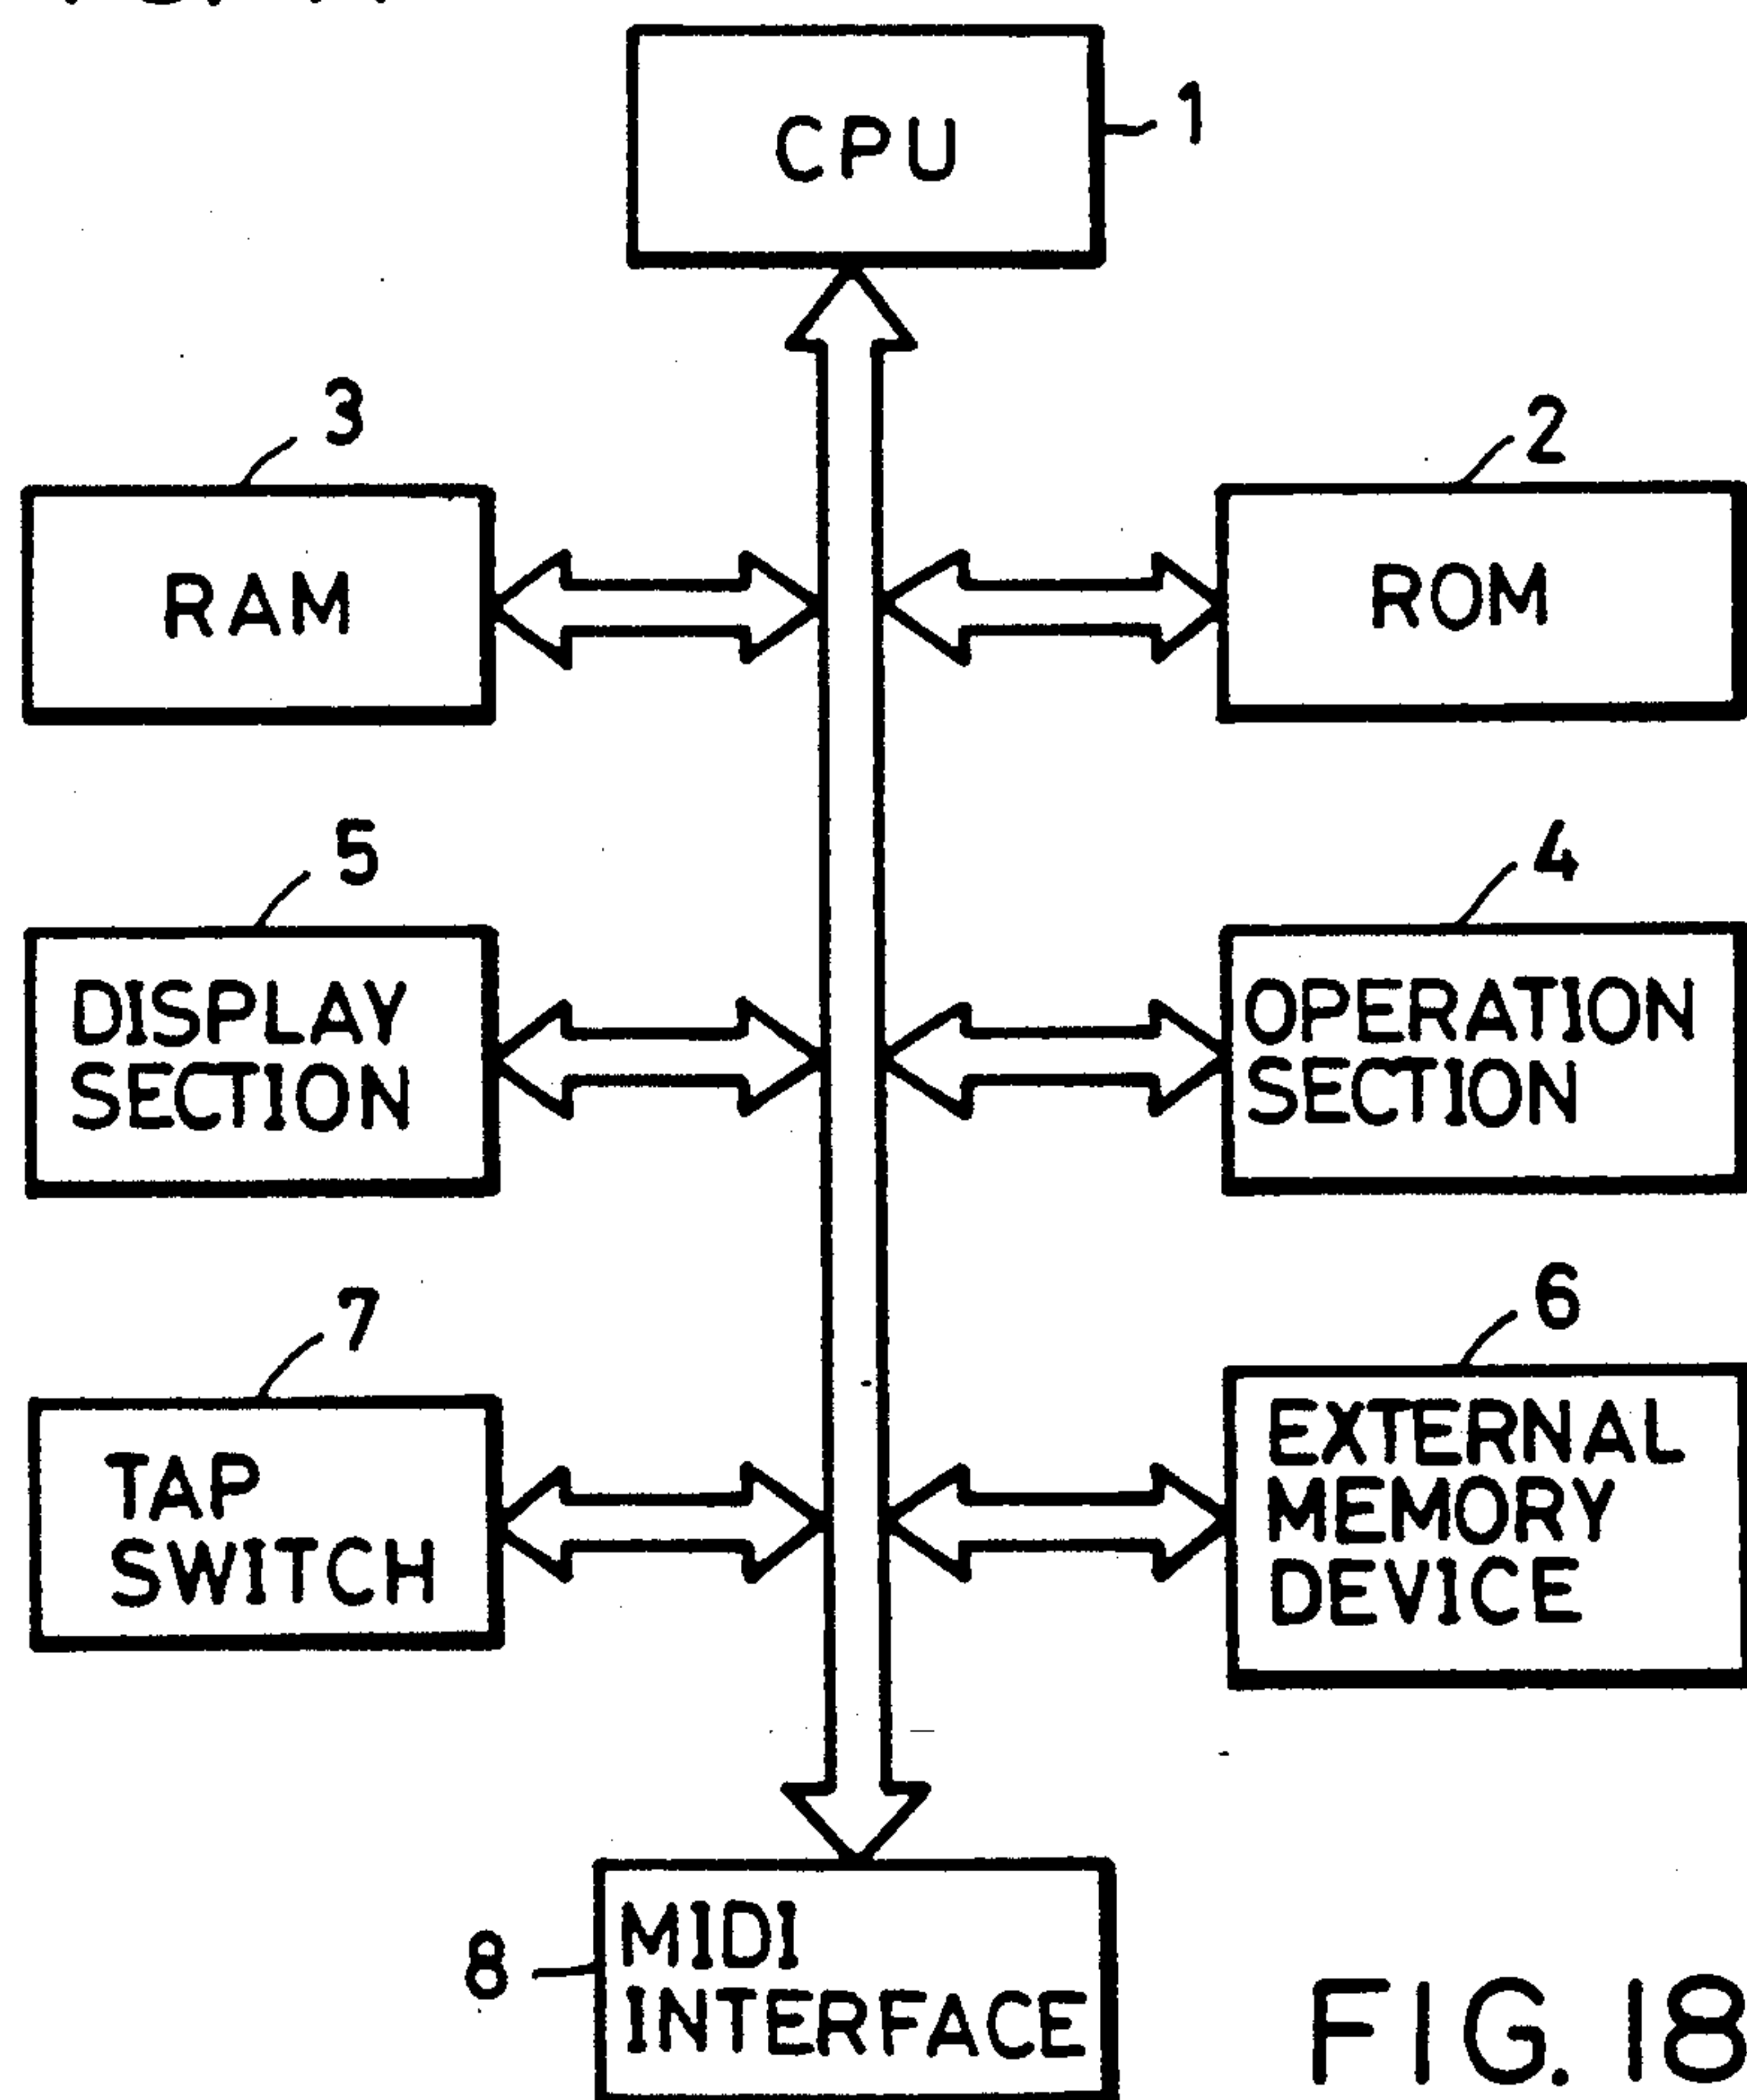 CPU
1
3
2
RAM
ROM
5
4
DISPLAY
SECTION
OPERATION
SECTION
7
6
TAP
SWITCH
EXTERNAL
MEMORY
DEVICE
8
MIDI
INTERFACE
FIG. 18